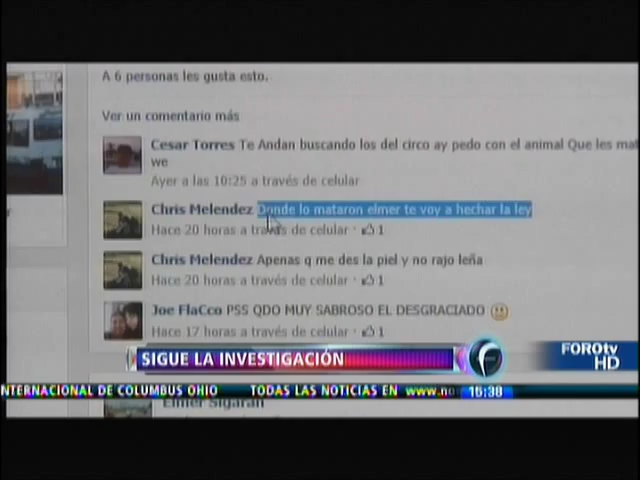 A 6 personas les gusta esto.
Ver un comentario más
Cesar Torres Te Andan buscando los del circo ay pedo con el animal Que les mat
we
Ayer a las 10:25 a través de celular
Chris Melendez Donde lo mataron elmer te voy a hechar la ley
Hace 20 horas a través de celular · 1
Chris Melendez Apenas q me des la piel y no rajo leña
Hace 20 horas a través de celular · 1
Joe FlaCco PSS QDO MUY SABROSO EL DESGRACIADO
Hace 17 horas a través de celular · 1
SIGUE LA INVESTIGACIÓN
FOROtv
HD
NTERNACIONAL DE COLUMBUS OHIO TODAS LAS NOTICIAS EN www.no
15:38
Elmer Sigaran